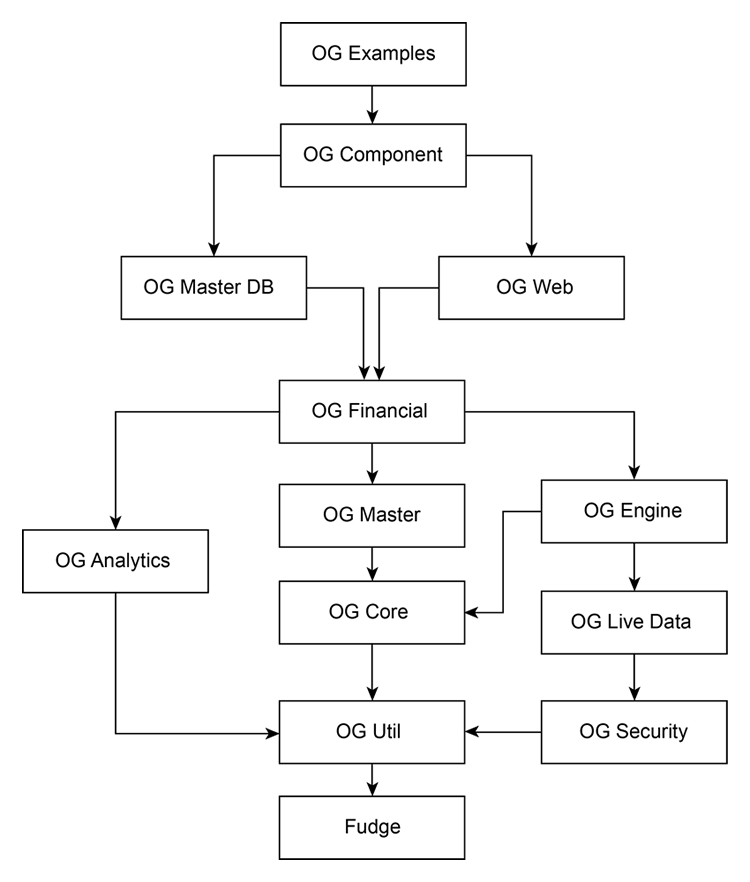 OG Examples
OG Component
OG Master DB
OG Web
OG Financial
OG Master
OG Engine
OG Analytics
OG Core
OG Live Data
OG Util
OG Security
Fudge